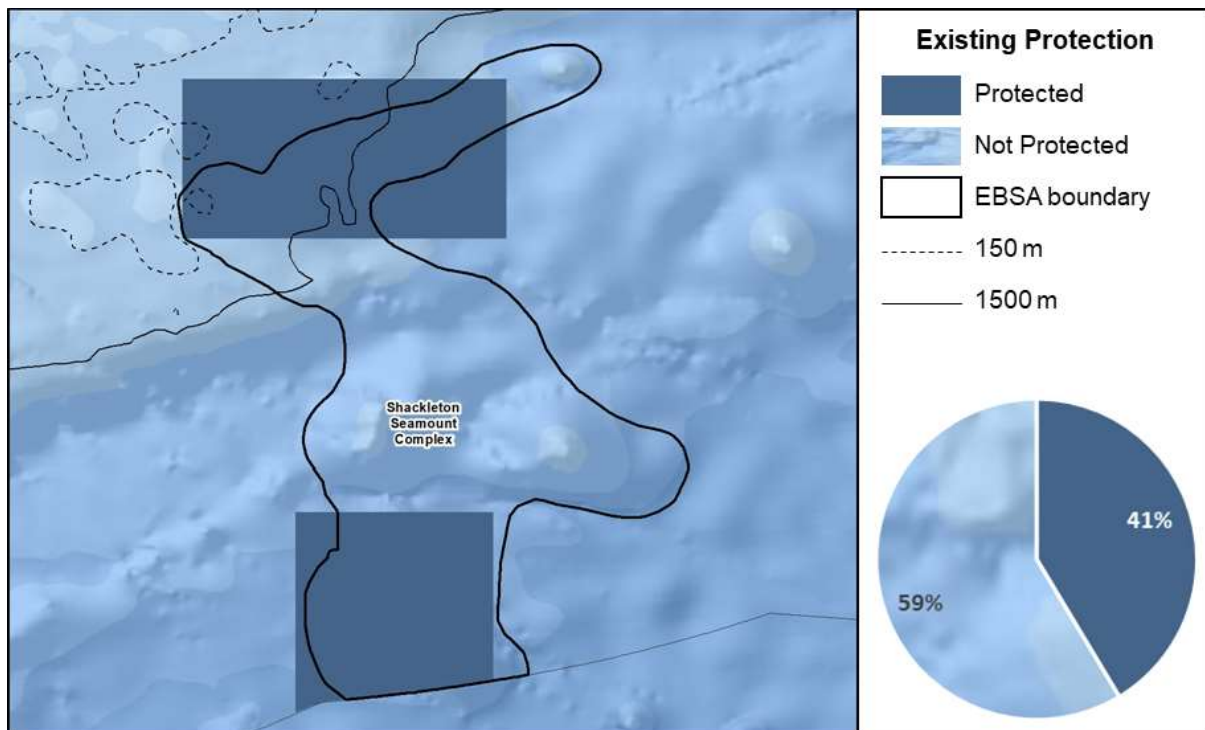 Shackleton
Seamount
Complex
Existing Protection
Protected
Not Protected
EBSA boundary
150 m
1500 m
41%
59%